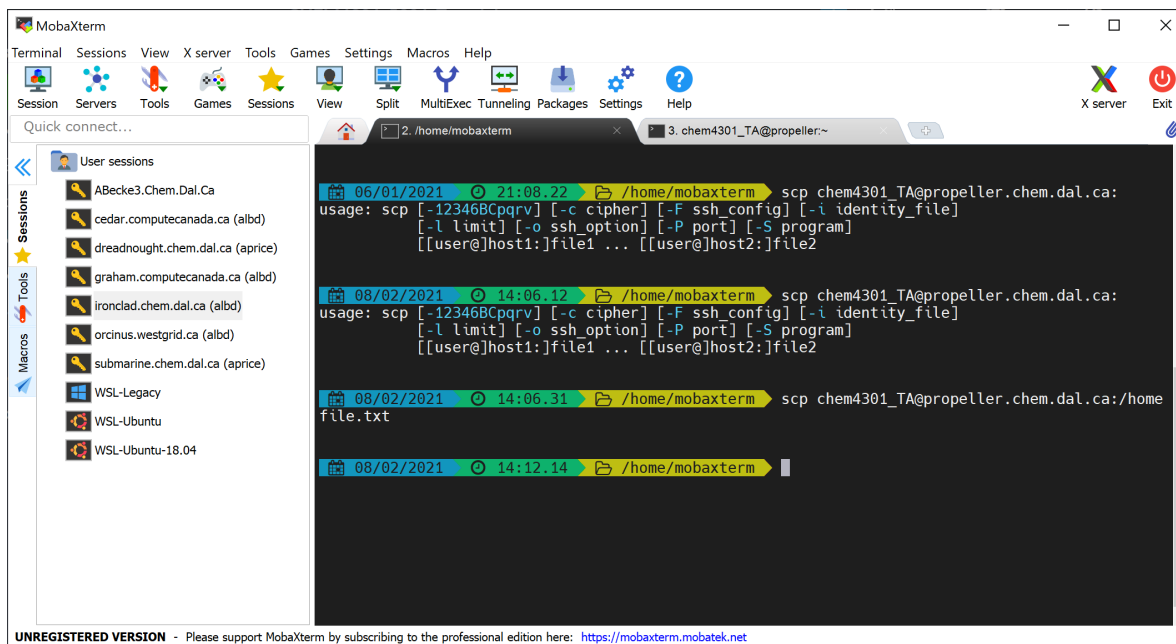 MobaXterm
Terminal Sessions View X server Tools Games Settings Macros Help
Session Servers Tools Games Sessions View Split MultiExec Tunneling Packages Settings Help X server Exit
Quick connect...
2. /home/mobaxterm
3. chem4301_TA@propeller:~
Sessions
Tools
Macros
User sessions
ABecke3.Chem.Dal.Ca
cedar.computecanada.ca (albd)
dreadnought.chem.dal.ca (aprice)
graham.computecanada.ca (albd)
ironclad.chem.dal.ca (albd)
orcinus.westgrid.ca (albd)
submarine.chem.dal.ca (aprice)
WSL-Legacy
WSL-Ubuntu
WSL-Ubuntu-18.04
06/01/2021 21:08.22 /home/mobaxterm scp chem4301_TA@propeller.chem.dal.ca:
usage: scp [-12346BCpqrv] [-c cipher] [-F ssh_config] [-i identity_file]
[-l limit] [-o ssh_option] [-P port] [-S program]
[[user@]host1:]file1 ... [[user@]host2:]file2
08/02/2021 14:06.12 /home/mobaxterm scp chem4301_TA@propeller.chem.dal.ca:
usage: scp [-12346BCpqrv] [-c cipher] [-F ssh_config] [-i identity_file]
[-l limit] [-o ssh_option] [-P port] [-S program]
[[user@]host1:]file1 ... [[user@]host2:]file2
08/02/2021 14:06.31 /home/mobaxterm scp chem4301_TA@propeller.chem.dal.ca:/home
file.txt
08/02/2021 14:12.14 /home/mobaxterm
UNREGISTERED VERSION - Please support MobaXterm by subscribing to the professional edition here: https://mobaxterm.mobatek.net